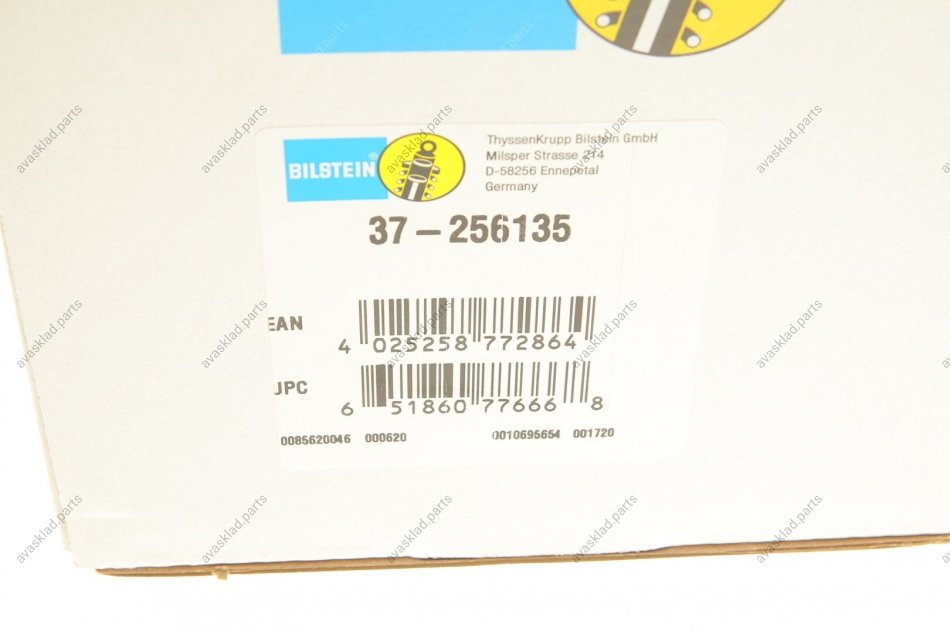 BILSTEIN®
ThyssenKrupp Bilstein GmbH
Milsper Strasse 214
D-58256 Ennepetal
Germany
37-256135
EAN
4 025258 772864
UPC
6 51860 77666 8
0085620046 000620 0010695654 001720
avasklad.parts